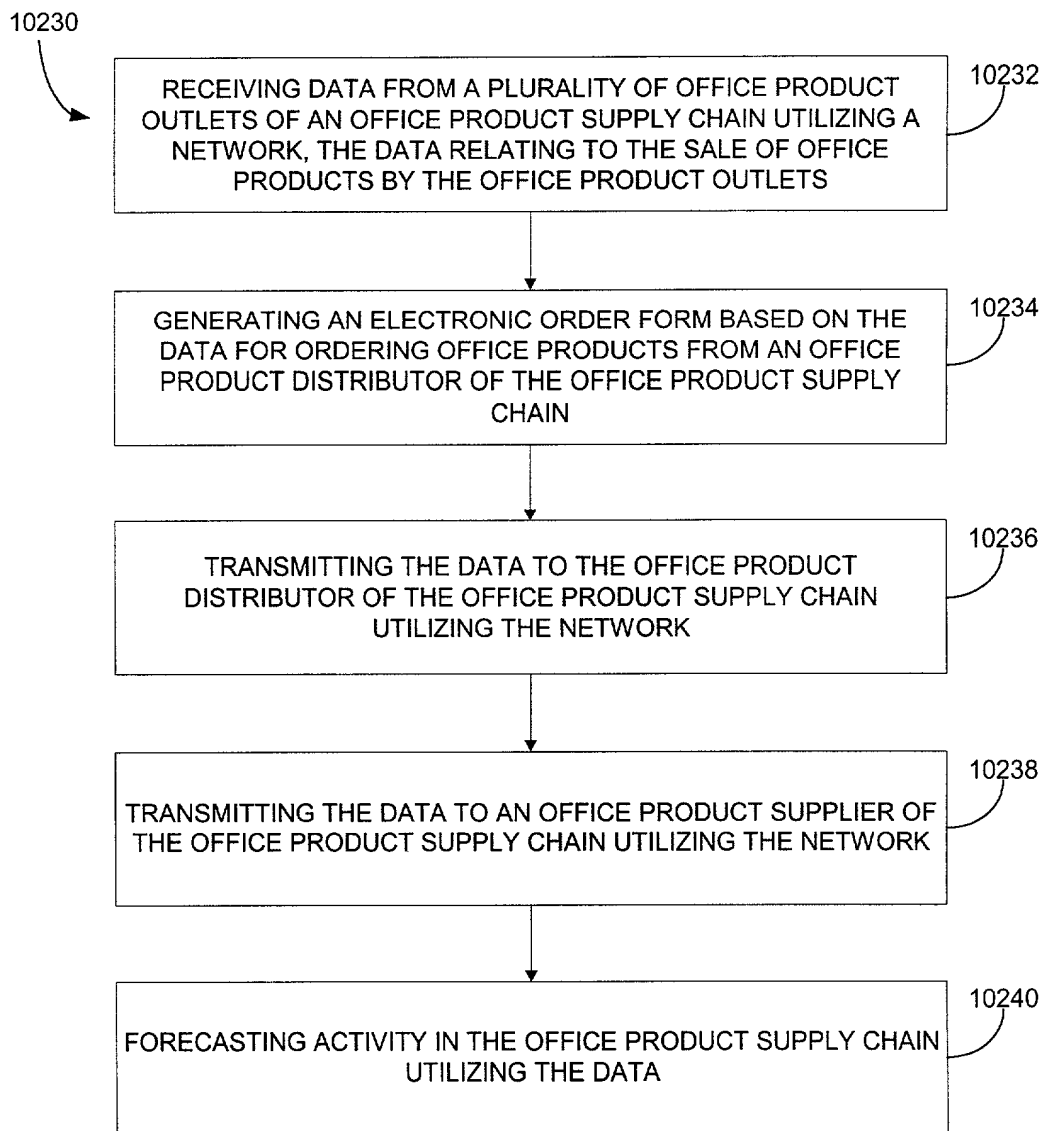 10230
RECEIVING DATA FROM A PLURALITY OF OFFICE PRODUCT
OUTLETS OF AN OFFICE PRODUCT SUPPLY CHAIN UTILIZING A
NETWORK, THE DATA RELATING TO THE SALE OF OFFICE
PRODUCTS BY THE OFFICE PRODUCT OUTLETS
10232
GENERATING AN ELECTRONIC ORDER FORM BASED ON THE
DATA FOR ORDERING OFFICE PRODUCTS FROM AN OFFICE
PRODUCT DISTRIBUTOR OF THE OFFICE PRODUCT SUPPLY
CHAIN
10234
TRANSMITTING THE DATA TO THE OFFICE PRODUCT
DISTRIBUTOR OF THE OFFICE PRODUCT SUPPLY CHAIN
UTILIZING THE NETWORK
10236
TRANSMITTING THE DATA TO AN OFFICE PRODUCT SUPPLIER OF
THE OFFICE PRODUCT SUPPLY CHAIN UTILIZING THE NETWORK
10238
FORECASTING ACTIVITY IN THE OFFICE PRODUCT SUPPLY CHAIN
UTILIZING THE DATA
10240